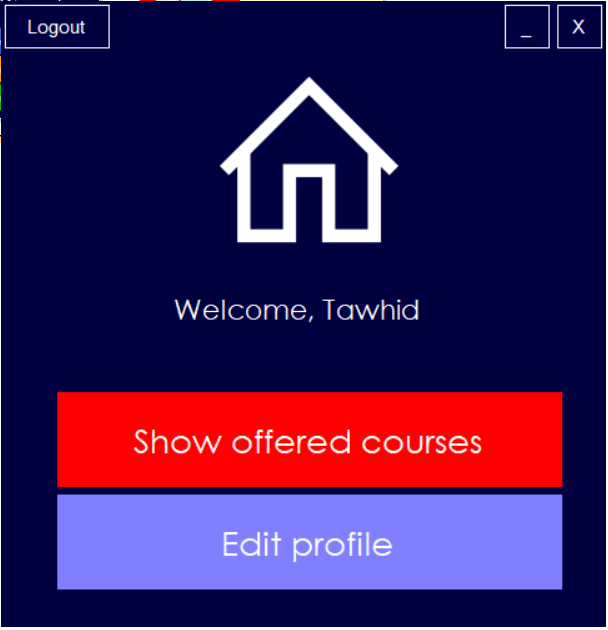 Logout
_ X
Welcome, Tawhid
Show offered courses
Edit profile